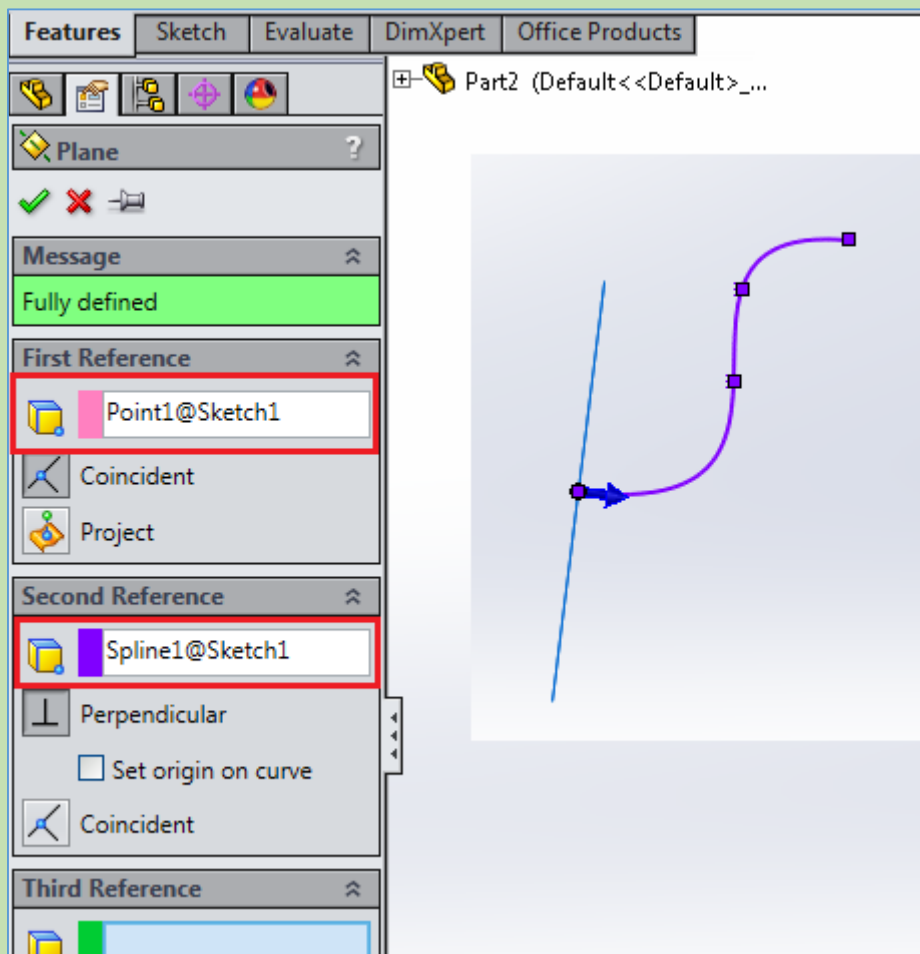 Features Sketch Evaluate DimXpert Office Products
Part2 (Default<<Default>_...
Plane ?
Message
Fully defined
First Reference
Point1@Sketch1
Coincident
Project
Second Reference
Spline1@Sketch1
Perpendicular
Set origin on curve
Coincident
Third Reference